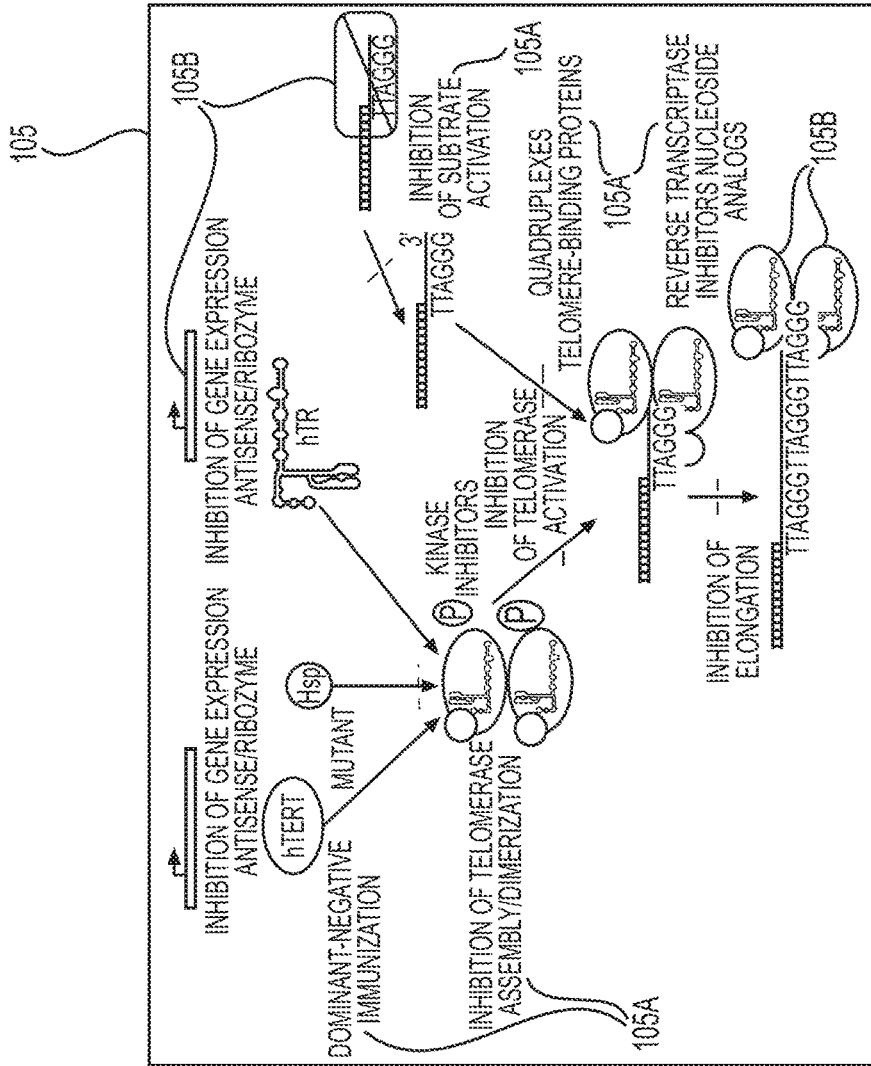 105
105B
INHIBITION OF GENE EXPRESSION
ANTISENSE/RIBOZYME
INHIBITION OF GENE EXPRESSION
ANTISENSE/RIBOZYME
hTERT
Hsp
hTR
TTAGGG
DOMINANT-NEGATIVE
IMMUNIZATION
MUTANT
INHIBITION
OF SUBTRATE
ACTIVATION
105A
3'
TTAGGG
KINASE
INHIBITORS
P
P
INHIBITION
OF TELOMERASE
ACTIVATION
QUADRUPLEXES
TELOMERE-BINDING PROTEINS
105A
INHIBITION OF TELOMERASE
ASSEMBLY/DIMERIZATION
105A
TTAGGG
REVERSE TRANSCRIPTASE
INHIBITORS NUCLEOSIDE
ANALOGS
INHIBITION OF
ELONGATION
105B
TTAGGGTTAGGGTTAGGG